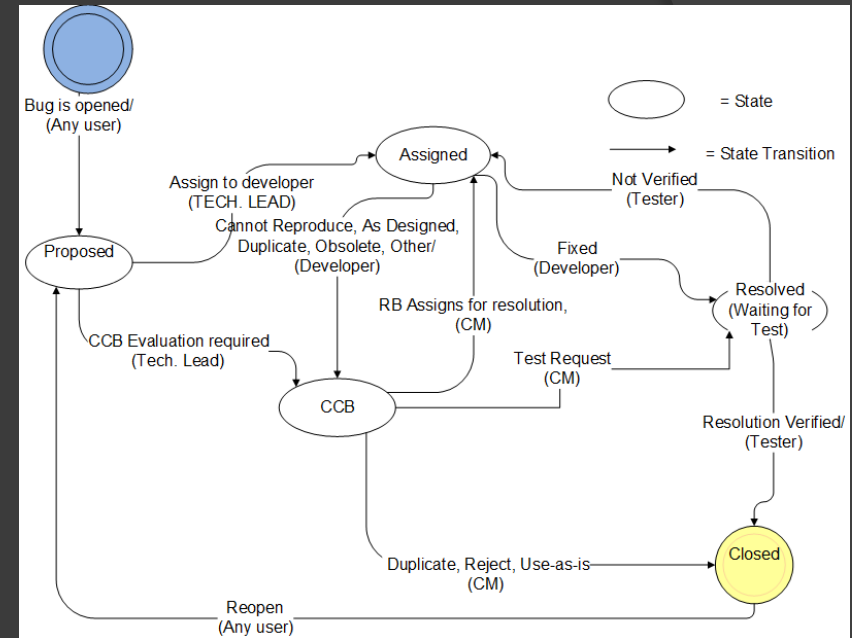 Bug is opened/
(Any user)
= State
= State Transition
Assigned
Assign to developer
(TECH. LEAD)
Not Verified
(Tester)
Cannot Reproduce, As Designed,
Duplicate, Obsolete, Other/
(Developer)
Proposed
Fixed
(Developer)
Resolved
(Waiting for
Test)
RB Assigns for resolution,
(CM)
CCB Evaluation required
(Tech. Lead)
Test Request
(CM)
CCB
Resolution Verified/
(Tester)
Closed
Duplicate, Reject, Use-as-is
(CM)
Reopen
(Any user)